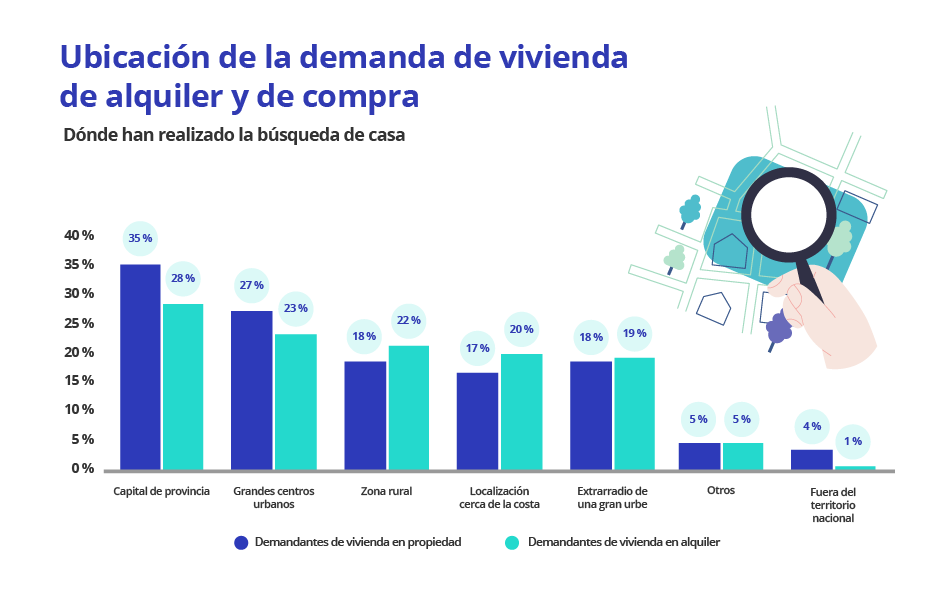 Ubicación de la demanda de vivienda
de alquiler y de compra
Dónde han realizado la búsqueda de casa
40 %
35 %
30 %
25 %
20 %
15 %
10 %
5 %
0 %
35 %
28 %
27 %
23 %
18 %
22 %
17 %
20 %
18 %
19 %
5 %
5 %
4 %
1 %
Capital de provincia
Grandes centros
urbanos
Zona rural
Localización
cerca de la costa
Extrarradio de
una gran urbe
Otros
Fuera del
territorio
nacional
Demandantes de vivienda en propiedad
Demandantes de vivienda en alquiler